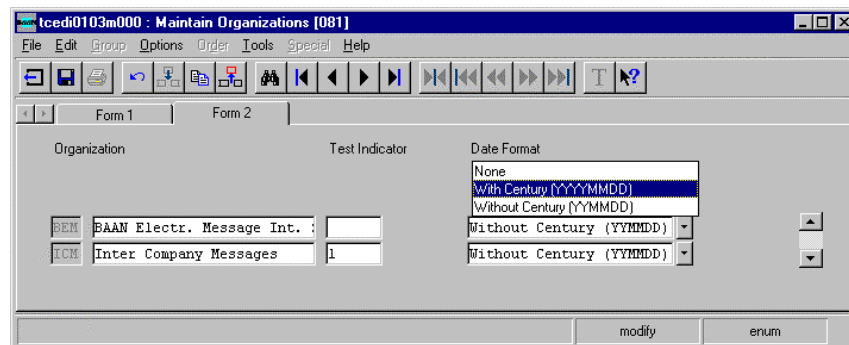 BAAN tcedi0103m000 : Maintain Organizations [081]
File Edit Group Options Order Tools Special Help
T ?
Form 1 Form 2
Organization Test Indicator Date Format
None
With Century (YYYYMMDD)
Without Century (YYMMDD)
BEM BAAN Electr. Message Int. Without Century (YYMMDD)
ICM Inter Company Messages 1 Without Century (YYMMDD)
modify enum